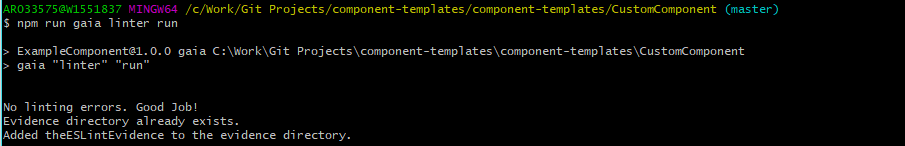 ARO33575@W1551837 MINGW64 /c/Work/Git Projects/component-templates/component-templates/CustomComponent (master)
$ npm run gaia linter run
> ExampleComponent@1.0.0 gaia C:\Work\Git Projects\component-templates\component-templates\CustomComponent
> gaia "linter" "run"
No linting errors. Good Job!
Evidence directory already exists.
Added theESLintEvidence to the evidence directory.